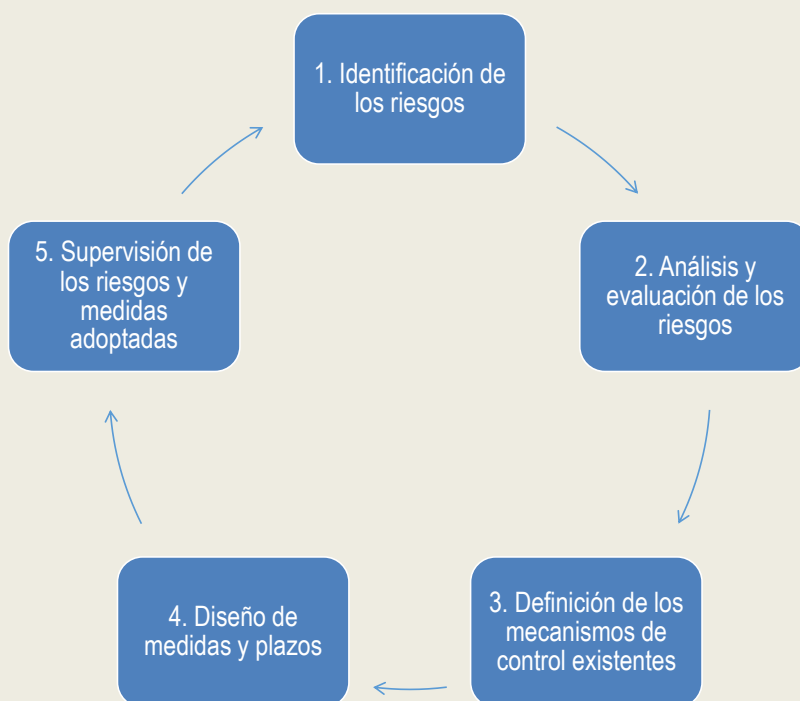 1. Identificación de
los riesgos
2. Análisis y
evaluación de los
riesgos
3. Definición de los
mecanismos de
control existentes
4. Diseño de
medidas y plazos
5. Supervisión de
los riesgos y
medidas
adoptadas